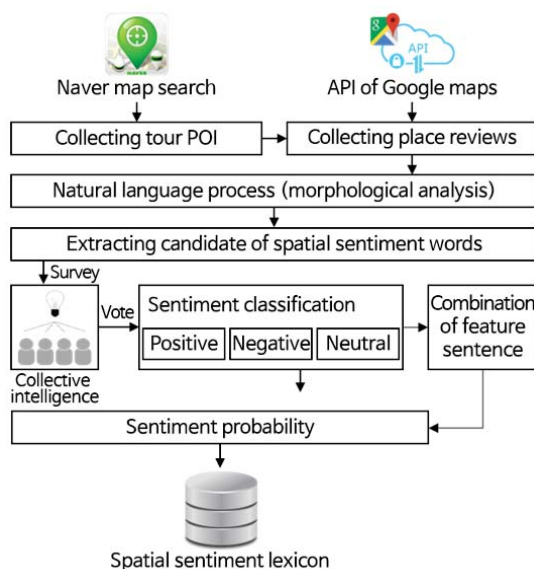 NAVER
API
Naver map search
API of Google maps
Collecting tour POI
Collecting place reviews
Natural language process (morphological analysis)
Extracting candidate of spatial sentiment words
Survey
Vote
Collective
intelligence
Sentiment classification
Positive
Negative
Neutral
Combination
of feature
sentence
Sentiment probability
Spatial sentiment lexicon